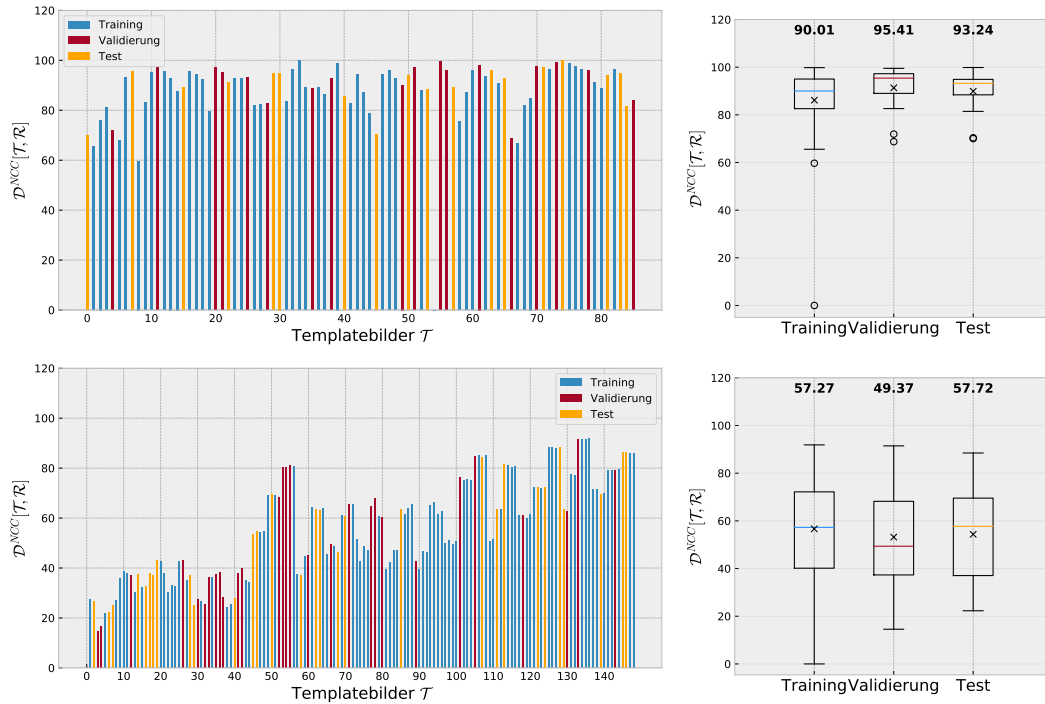 120
100
80
60
40
20
0
0 10 20 30 40 50 60 70 80
Training
Validierung
Test
𝒟^{NCC}[𝒯, ℛ]
Templatebilder 𝒯
120
100
80
60
40
20
0
90.01 95.41 93.24
𝒟^{NCC}[𝒯, ℛ]
Training Validierung Test
120
100
80
60
40
20
0
0 10 20 30 40 50 60 70 80 90 100 110 120 130 140
Training
Validierung
Test
𝒟^{NCC}[𝒯, ℛ]
Templatebilder 𝒯
120
100
80
60
40
20
0
57.27 49.37 57.72
𝒟^{NCC}[𝒯, ℛ]
Training Validierung Test